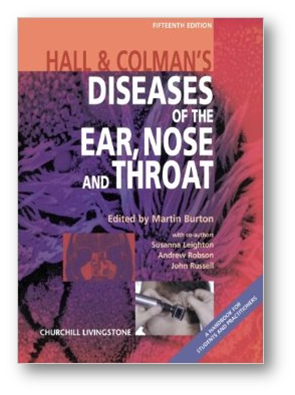 FIFTEENTH EDITION
HALL & COLMAN'S
DISEASES
OF THE
EAR, NOSE
AND THROAT
Edited by Martin Burton
with co-authors
Susanna Leighton
Andrew Robson
John Russell
CHURCHILL LIVINGSTONE
A HANDBOOK FOR
STUDENTS AND PRACTITIONERS